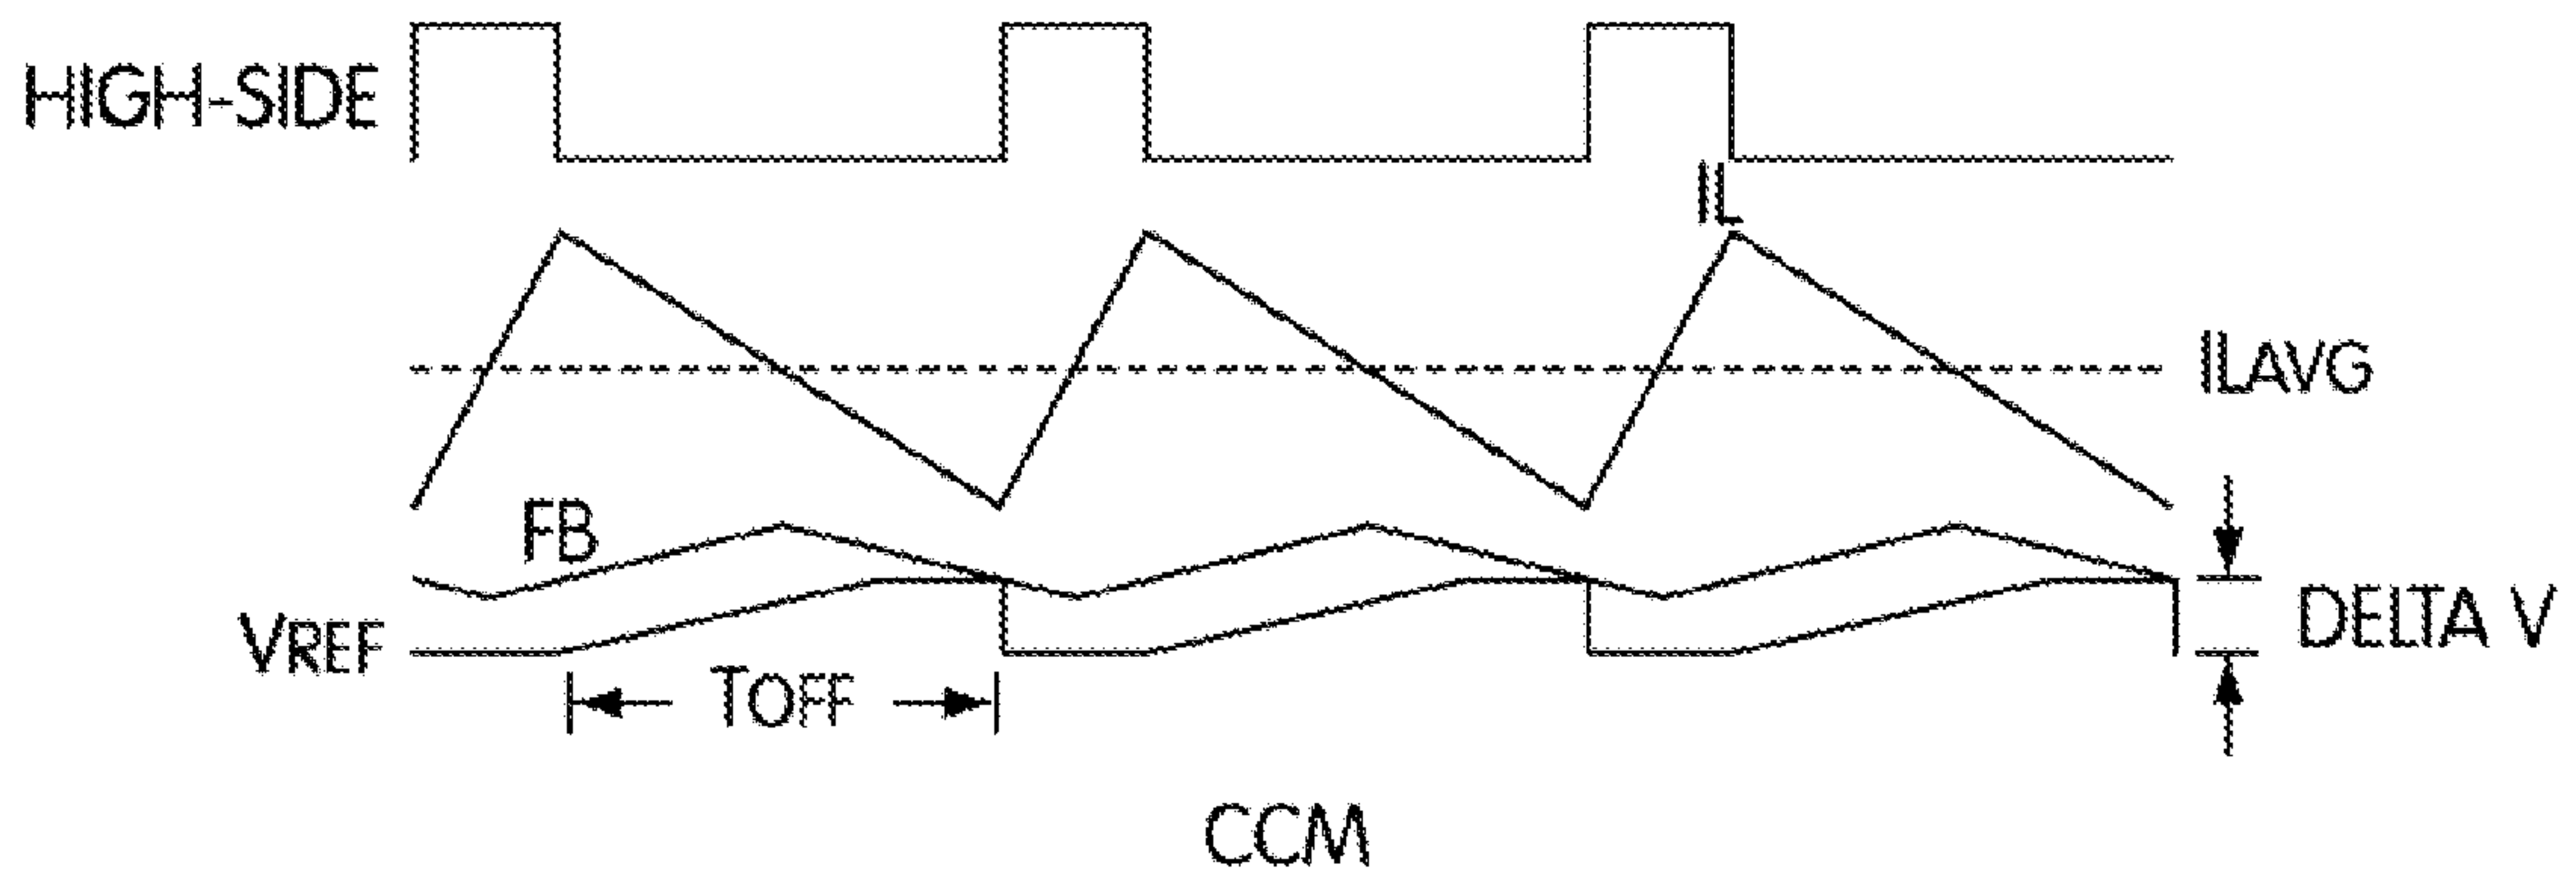 HIGH-SIDE
IL
ILAVG
FB
VREF
DELTA V
TOFF
CCM